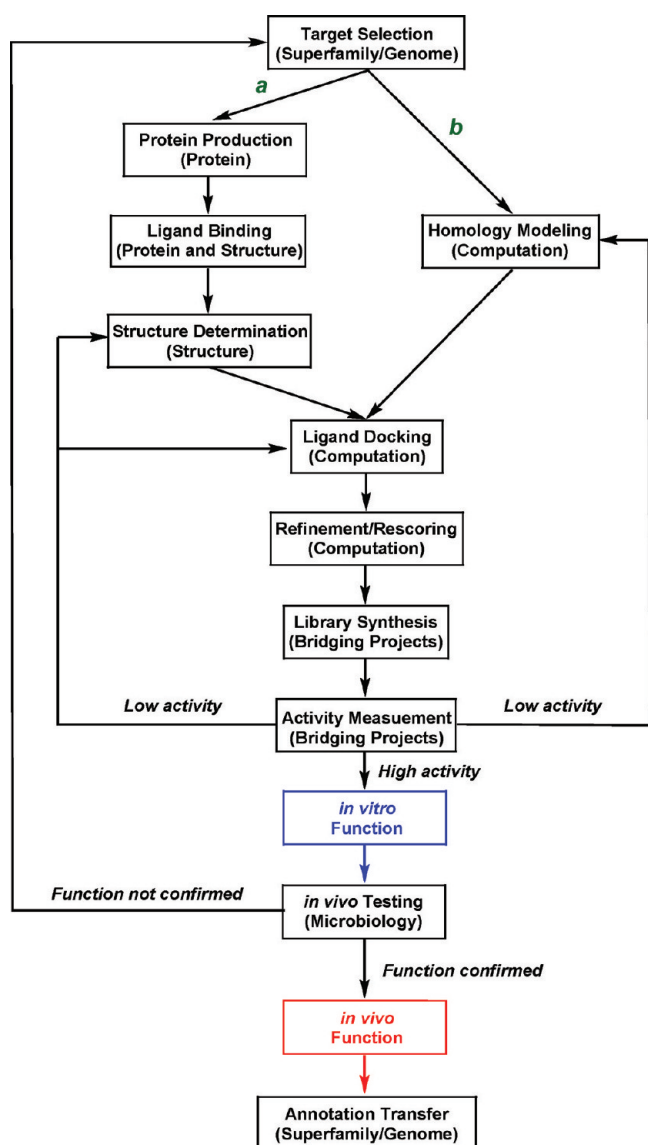 Target Selection
(Superfamily/Genome)
a
b
Protein Production
(Protein)
Ligand Binding
(Protein and Structure)
Homology Modeling
(Computation)
Structure Determination
(Structure)
Ligand Docking
(Computation)
Refinement/Rescoring
(Computation)
Library Synthesis
(Bridging Projects)
Low activity
Activity Measuement
(Bridging Projects)
Low activity
High activity
in vitro
Function
Function not confirmed
in vivo Testing
(Microbiology)
Function confirmed
in vivo
Function
Annotation Transfer
(Superfamily/Genome)